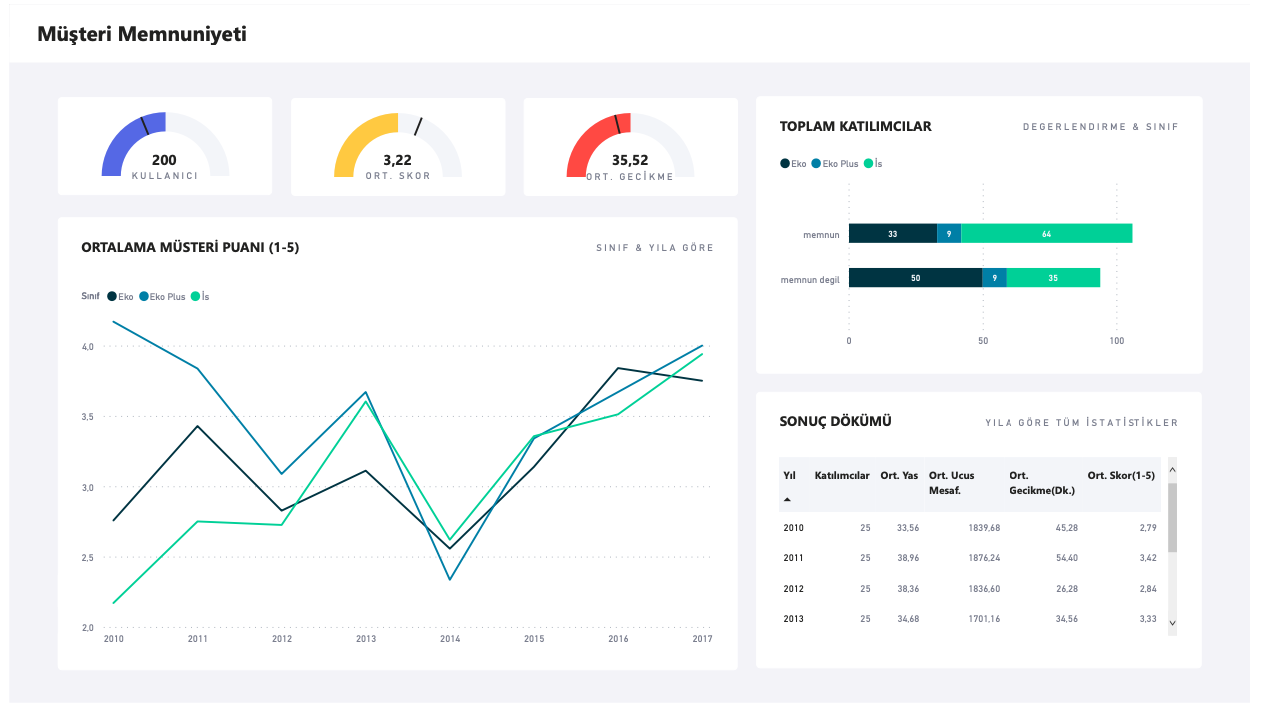 Müşteri Memnuniyeti
200
KULLANICI
3,22
ORT. SKOR
35,52
ORT. GECİKME
ORTALAMA MÜSTERİ PUANI (1-5)
SINIF & YILA GÖRE
Sınıf Eko Eko Plus İs
4,0
3,5
3,0
2,5
2,0
2010 2011 2012 2013 2014 2015 2016 2017
TOPLAM KATILIMCILAR
DEGERLENDIRME & SINIF
Eko Eko Plus İs
memnun 33 9 64
memnun degil 50 9 35
0 50 100
SONUÇ DÖKÜMÜ
YILA GÖRE TÜM İSTATİSTİKLER
Yıl Katılımcılar Ort. Yas Ort. Ucus Mesaf. Ort. Gecikme(Dk.) Ort. Skor(1-5)
2010 25 33,56 1839,68 45,28 2,79
2011 25 38,96 1876,24 54,40 3,42
2012 25 38,36 1836,60 26,28 2,84
2013 25 34,68 1701,16 34,56 3,33